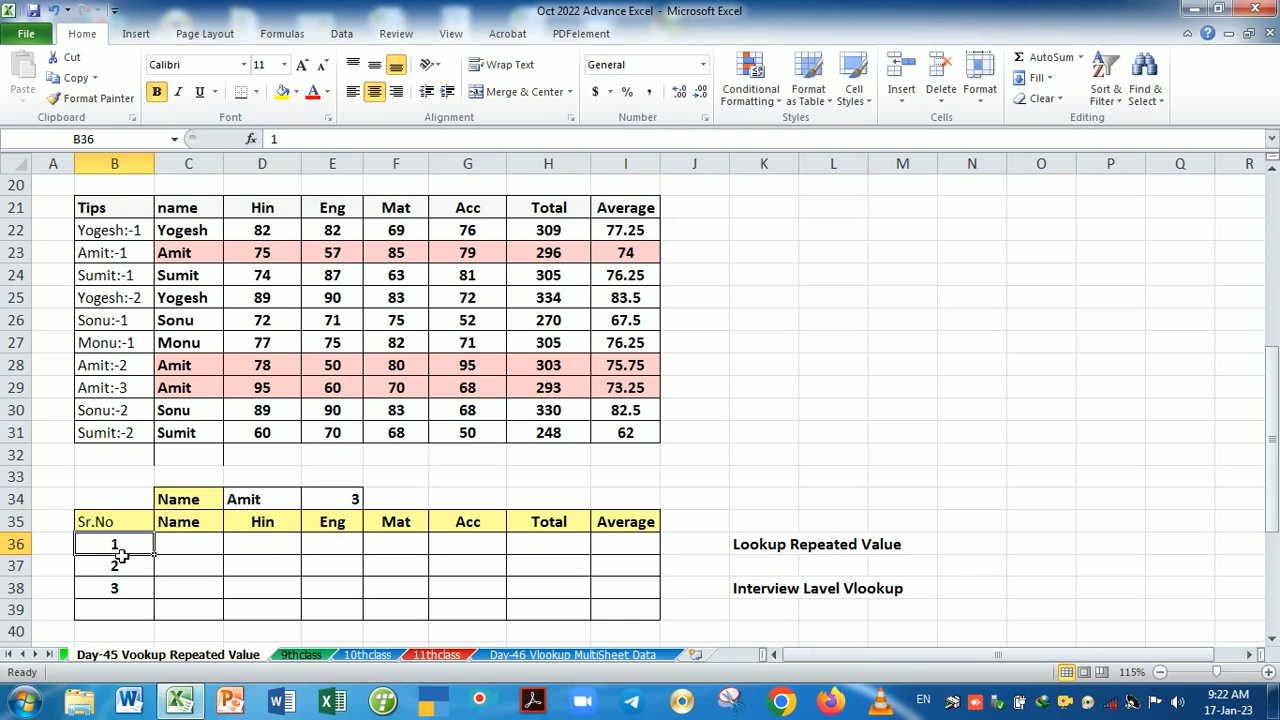 Oct 2022 Advance Excel - Microsoft Excel
File Home Insert Page Layout Formulas Data Review View Acrobat PDFelement
Paste
Cut
Copy
Format Painter
Clipboard
Calibri 11
B I U
Font
Wrap Text
Merge & Center
Alignment
General
$ % ,
Number
Conditional Formatting
Format as Table
Cell Styles
Styles
Insert Delete Format
Cells
AutoSum
Fill
Clear
Sort & Filter
Find & Select
Editing
B36 fx 1
A B C D E F G H I J K L M N O P Q R
20
21 Tips name Hin Eng Mat Acc Total Average
22 Yogesh:-1 Yogesh 82 82 69 76 309 77.25
23 Amit:-1 Amit 75 57 85 79 296 74
24 Sumit:-1 Sumit 74 87 63 81 305 76.25
25 Yogesh:-2 Yogesh 89 90 83 72 334 83.5
26 Sonu:-1 Sonu 72 71 75 52 270 67.5
27 Monu:-1 Monu 77 75 82 71 305 76.25
28 Amit:-2 Amit 78 50 80 95 303 75.75
29 Amit:-3 Amit 95 60 70 68 293 73.25
30 Sonu:-2 Sonu 89 90 83 68 330 82.5
31 Sumit:-2 Sumit 60 70 68 50 248 62
32
33
34 Name Amit 3
35 Sr.No Name Hin Eng Mat Acc Total Average
36 1 Lookup Repeated Value
37 2
38 3 Interview Lavel Vlookup
39
40
Day-45 Vookup Repeated Value 9thclass 10thclass 11thclass Day-46 Vlookup MultiSheet Data
Ready 115%
EN 9:22 AM
17-Jan-23